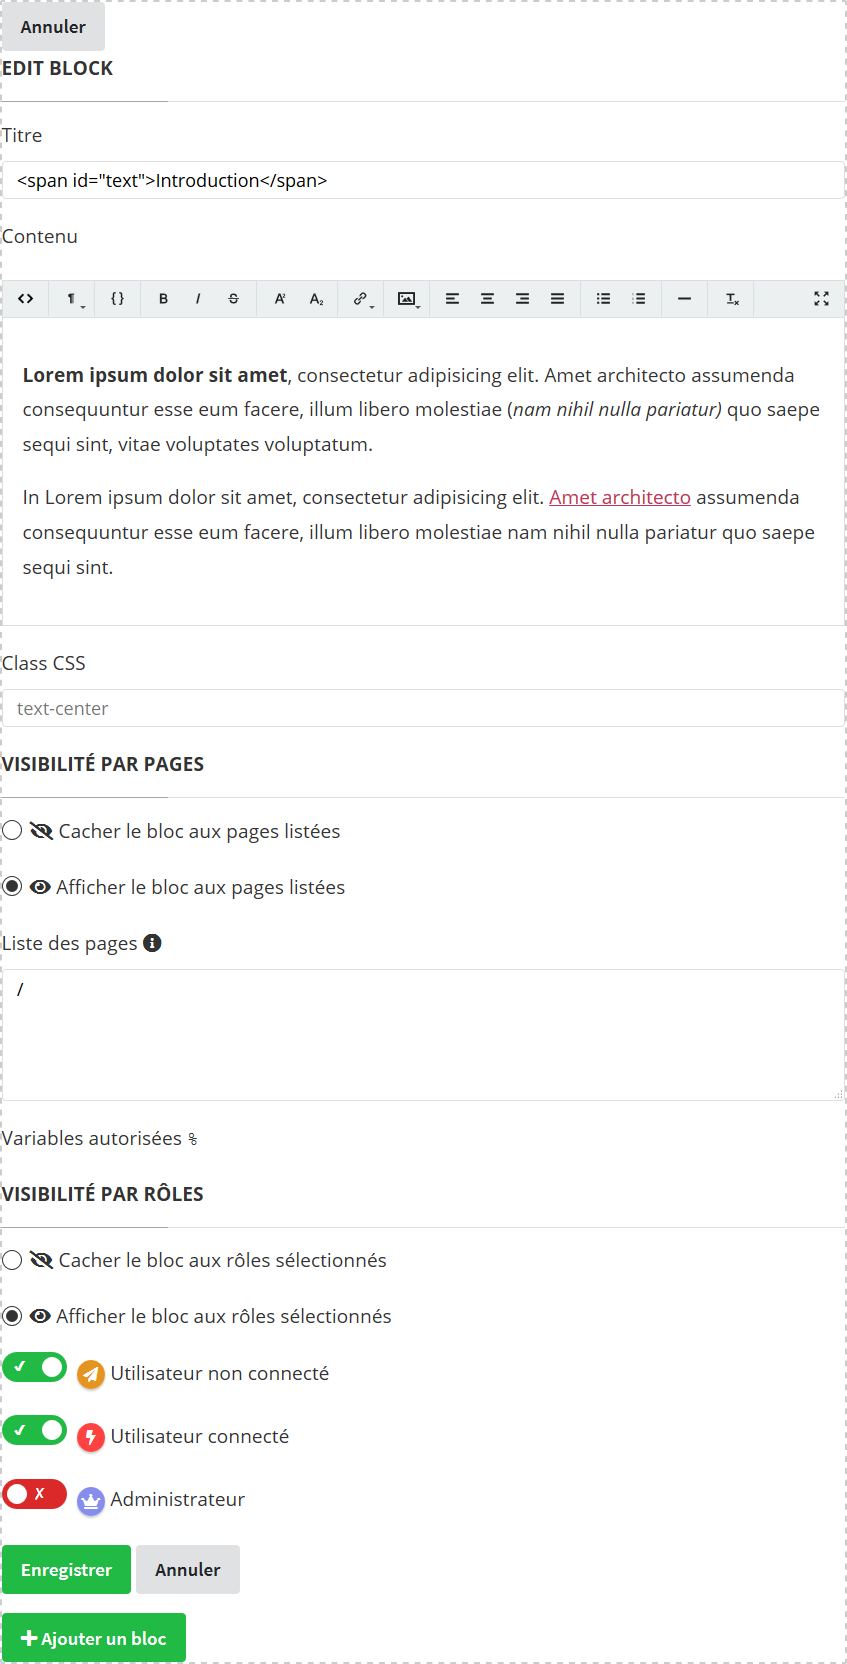 Annuler
EDIT BLOCK
Titre
<span id="text">Introduction</span>
Contenu
<> ¶ {} B I S A² A₂ Tx
Lorem ipsum dolor sit amet, consectetur adipisicing elit. Amet architecto assumenda
consequuntur esse eum facere, illum libero molestiae (nam nihil nulla pariatur) quo saepe
sequi sint, vitae voluptates voluptatum.
In Lorem ipsum dolor sit amet, consectetur adipisicing elit. Amet architecto assumenda
consequuntur esse eum facere, illum libero molestiae nam nihil nulla pariatur quo saepe
sequi sint.
Class CSS
text-center
VISIBILITÉ PAR PAGES
Cacher le bloc aux pages listées
Afficher le bloc aux pages listées
Liste des pages
/
Variables autorisées %
VISIBILITÉ PAR RÔLES
Cacher le bloc aux rôles sélectionnés
Afficher le bloc aux rôles sélectionnés
Utilisateur non connecté
Utilisateur connecté
Administrateur
Enregistrer Annuler
+ Ajouter un bloc